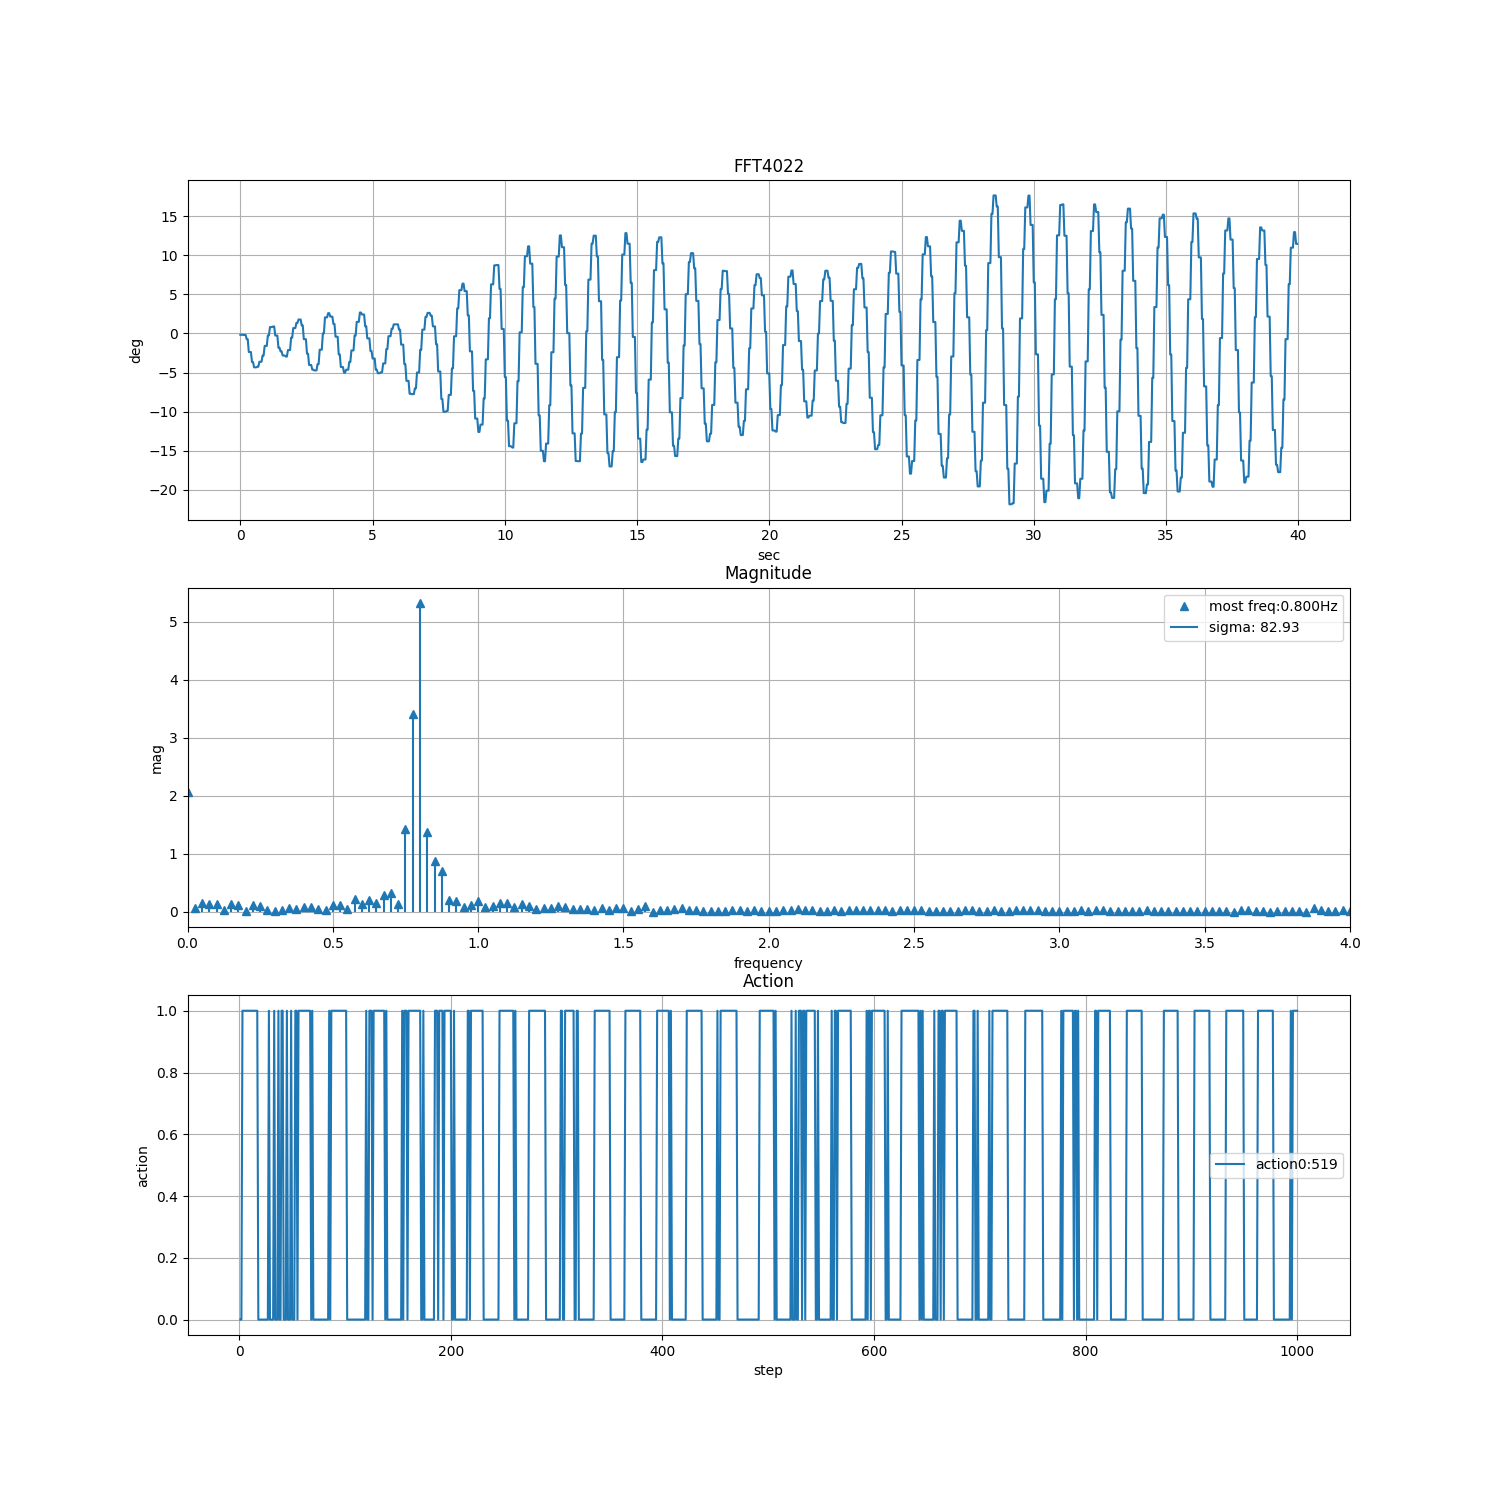 FFT4022
15
10
5
0
−5
−10
−15
−20
deg
0 5 10 15 20 25 30 35 40
sec
Magnitude
most freq:0.800Hz
sigma: 82.93
5
4
3
2
1
0
mag
0.0 0.5 1.0 1.5 2.0 2.5 3.0 3.5 4.0
frequency
Action
1.0
0.8
0.6
0.4
0.2
0.0
action
action0:519
0 200 400 600 800 1000
step